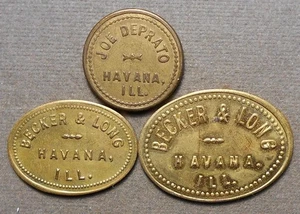 JOE DEPRATO
HAVANA,
ILL.
BECKER & LONG
HAVANA,
ILL.
BECKER & LONG
HAVANA,
ILL.